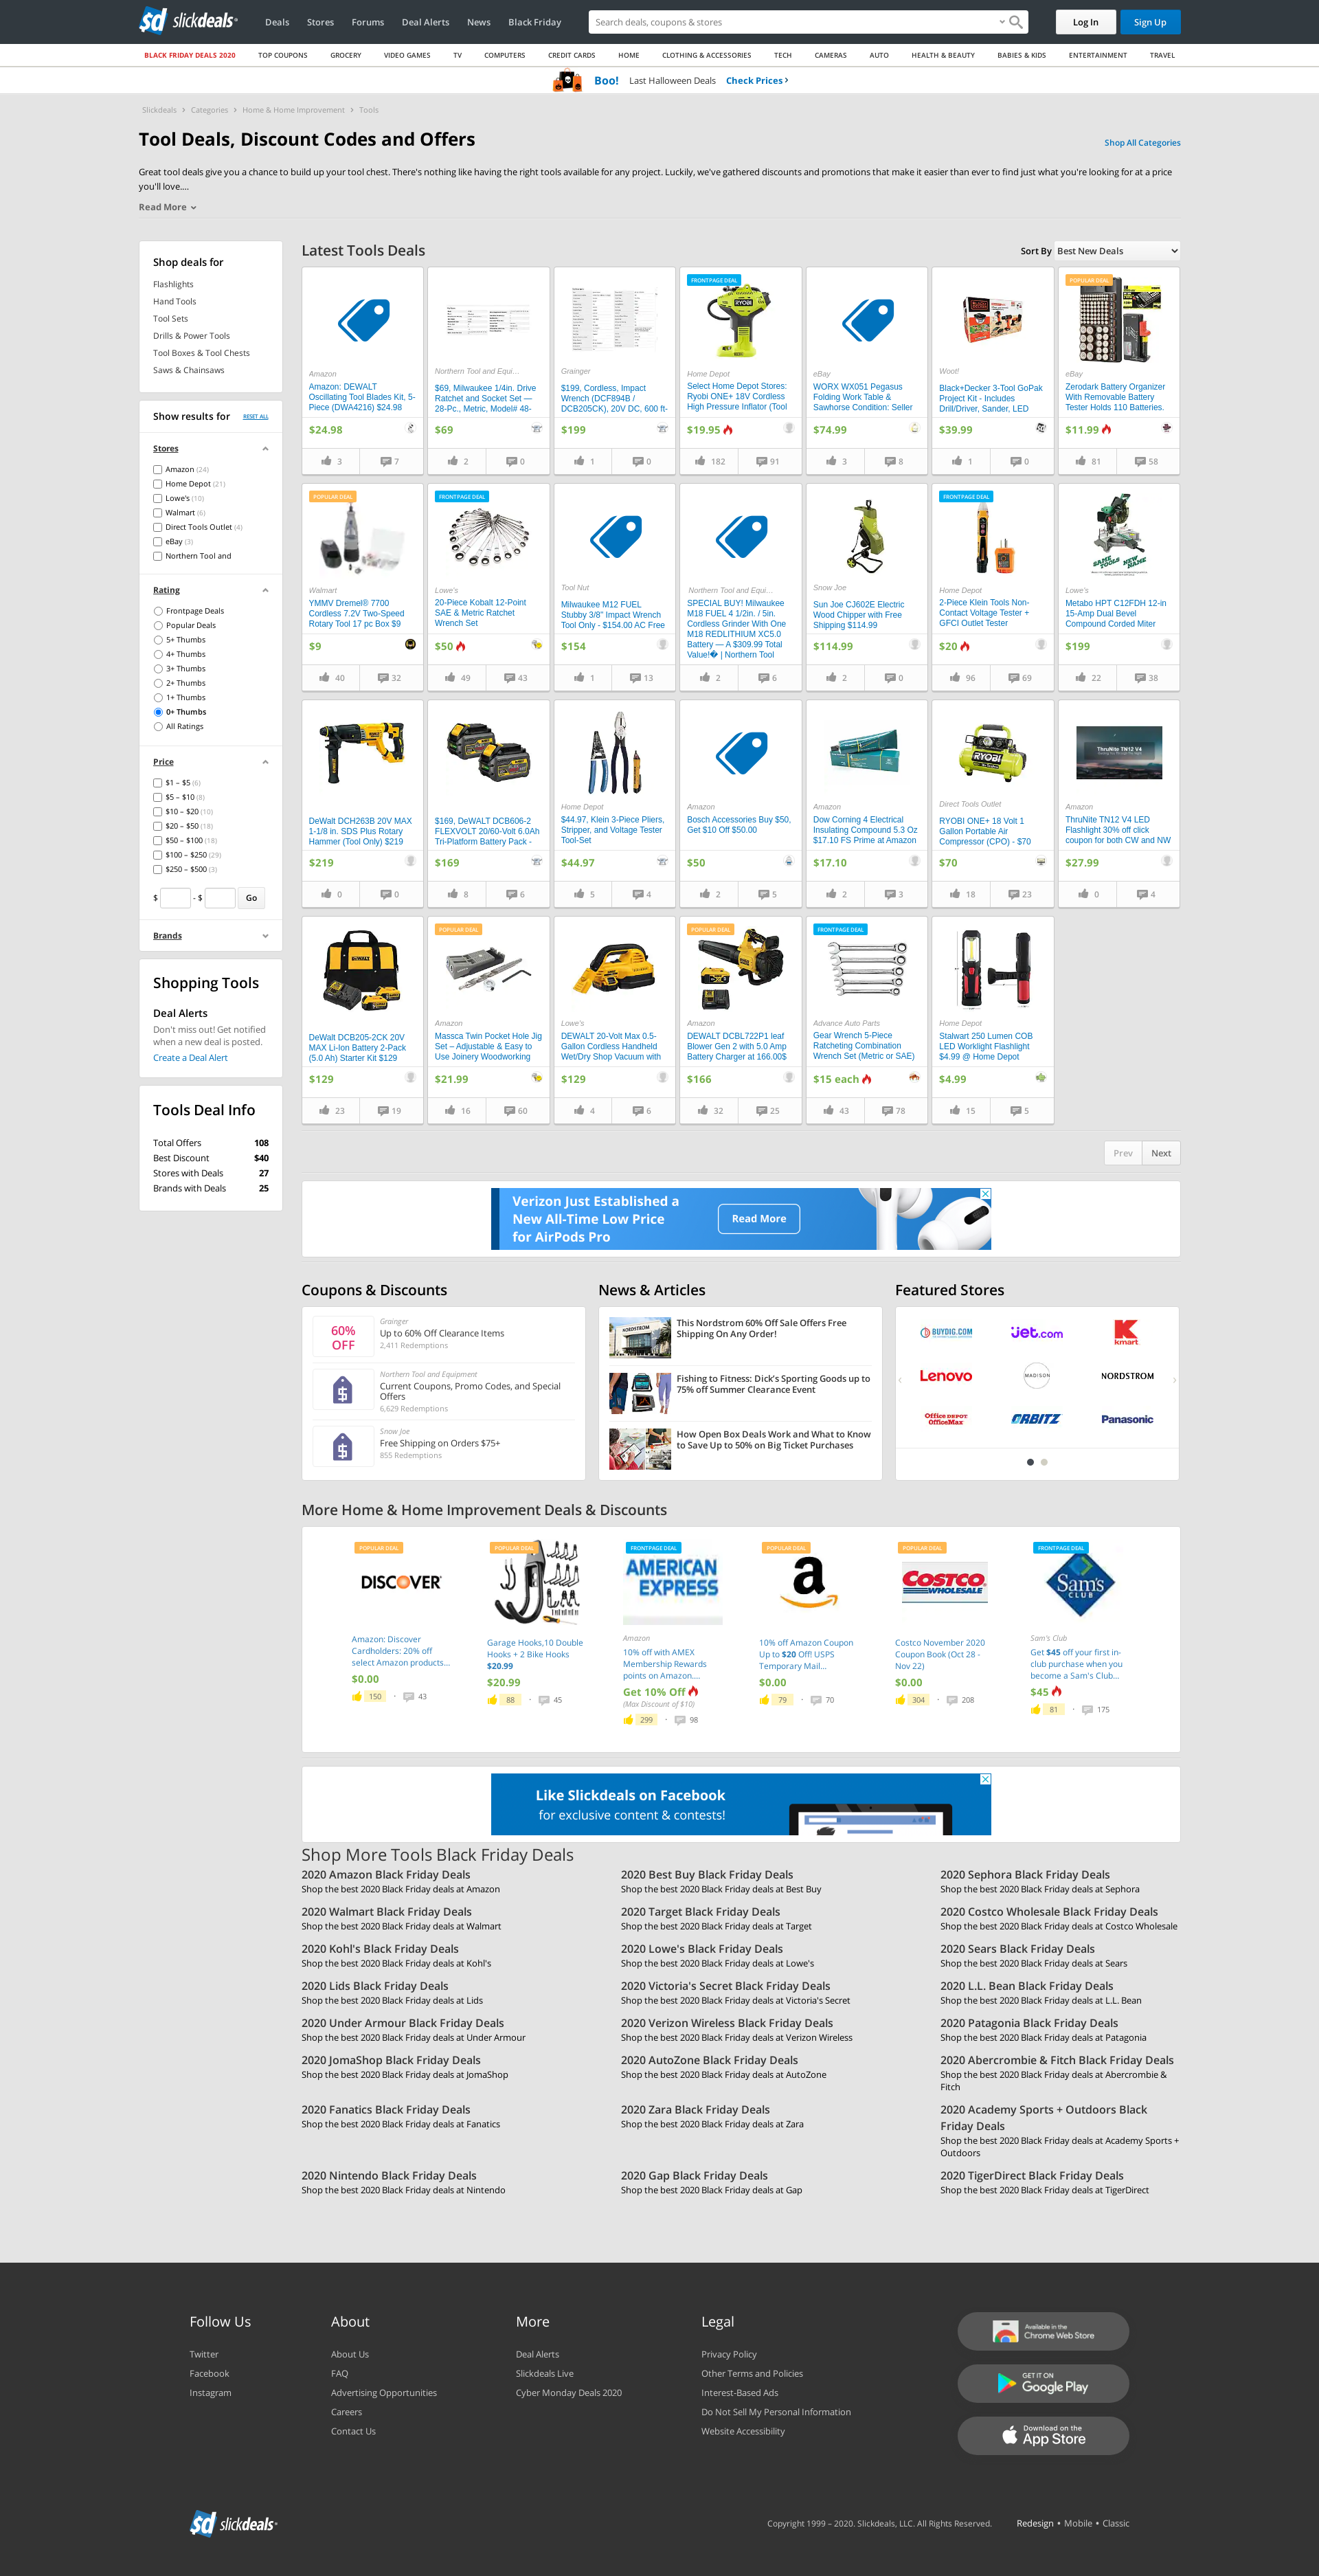 slickdeals
Deals
Stores
Forums
Deal Alerts
News
Black Friday
Search deals, coupons & stores
Log In
Sign Up
BLACK FRIDAY DEALS 2020
TOP COUPONS
GROCERY
VIDEO GAMES
TV
COMPUTERS
CREDIT CARDS
HOME
CLOTHING & ACCESSORIES
TECH
CAMERAS
AUTO
HEALTH & BEAUTY
BABIES & KIDS
ENTERTAINMENT
TRAVEL
Boo! Last Halloween Deals Check Prices ›
Slickdeals › Categories › Home & Home Improvement › Tools
Tool Deals, Discount Codes and Offers
Shop All Categories
Great tool deals give you a chance to build up your tool chest. There's nothing like having the right tools available for any project. Luckily, we've gathered discounts and promotions that make it easier than ever to find just what you're looking for at a price
you'll love....
Read More
Shop deals for
Flashlights
Hand Tools
Tool Sets
Drills & Power Tools
Tool Boxes & Tool Chests
Saws & Chainsaws
Show results for
RESET ALL
Stores
Amazon (24)
Home Depot (21)
Lowe's (10)
Walmart (6)
Direct Tools Outlet (4)
eBay (3)
Northern Tool and
Rating
Frontpage Deals
Popular Deals
5+ Thumbs
4+ Thumbs
3+ Thumbs
2+ Thumbs
1+ Thumbs
0+ Thumbs
All Ratings
Price
$1 – $5 (6)
$5 – $10 (8)
$10 – $20 (10)
$20 – $50 (18)
$50 – $100 (18)
$100 – $250 (29)
$250 – $500 (3)
$ - $ Go
Brands
Shopping Tools
Deal Alerts
Don't miss out! Get notified
when a new deal is posted.
Create a Deal Alert
Tools Deal Info
Total Offers 108
Best Discount $40
Stores with Deals 27
Brands with Deals 25
Latest Tools Deals
Sort By Best New Deals
Amazon
Amazon: DEWALT
Oscillating Tool Blades Kit, 5-
Piece (DWA4216) $24.98
$24.98
3 7
Northern Tool and Equi…
$69, Milwaukee 1/4in. Drive
Ratchet and Socket Set —
28-Pc., Metric, Model# 48-
$69
2 0
Grainger
$199, Cordless, Impact
Wrench (DCF894B /
DCB205CK), 20V DC, 600 ft-
$199
1 0
FRONTPAGE DEAL
Home Depot
Select Home Depot Stores:
Ryobi ONE+ 18V Cordless
High Pressure Inflator (Tool
$19.95
182 91
eBay
WORX WX051 Pegasus
Folding Work Table &
Sawhorse Condition: Seller
$74.99
3 8
Woot!
Black+Decker 3-Tool GoPak
Project Kit - Includes
Drill/Driver, Sander, LED
$39.99
1 0
POPULAR DEAL
eBay
Zerodark Battery Organizer
With Removable Battery
Tester Holds 110 Batteries.
$11.99
81 58
POPULAR DEAL
Walmart
YMMV Dremel® 7700
Cordless 7.2V Two-Speed
Rotary Tool 17 pc Box $9
$9
40 32
FRONTPAGE DEAL
Lowe's
20-Piece Kobalt 12-Point
SAE & Metric Ratchet
Wrench Set
$50
49 43
Tool Nut
Milwaukee M12 FUEL
Stubby 3/8" Impact Wrench
Tool Only - $154.00 AC Free
$154
1 13
Northern Tool and Equi…
SPECIAL BUY! Milwaukee
M18 FUEL 4 1/2in. / 5in.
Cordless Grinder With One
M18 REDLITHIUM XC5.0
Battery — A $309.99 Total
Value!� | Northern Tool
2 6
Snow Joe
Sun Joe CJ602E Electric
Wood Chipper with Free
Shipping $114.99
$114.99
2 0
FRONTPAGE DEAL
Home Depot
2-Piece Klein Tools Non-
Contact Voltage Tester +
GFCI Outlet Tester
$20
96 69
SAME TOOLS
NEW NAME
Lowe's
Metabo HPT C12FDH 12-in
15-Amp Dual Bevel
Compound Corded Miter
$199
22 38
DeWalt DCH263B 20V MAX
1-1/8 in. SDS Plus Rotary
Hammer (Tool Only) $219
$219
0 0
$169, DeWALT DCB606-2
FLEXVOLT 20/60-Volt 6.0Ah
Tri-Platform Battery Pack -
$169
8 6
Home Depot
$44.97, Klein 3-Piece Pliers,
Stripper, and Voltage Tester
Tool-Set
$44.97
5 4
Amazon
Bosch Accessories Buy $50,
Get $10 Off $50.00
$50
2 5
Amazon
Dow Corning 4 Electrical
Insulating Compound 5.3 Oz
$17.10 FS Prime at Amazon
$17.10
2 3
RYOBI
Direct Tools Outlet
RYOBI ONE+ 18 Volt 1
Gallon Portable Air
Compressor (CPO) - $70
$70
18 23
ThruNite TN12 V4
Amazon
ThruNite TN12 V4 LED
Flashlight 30% off click
coupon for both CW and NW
$27.99
0 4
DEWALT
DeWalt DCB205-2CK 20V
MAX Li-Ion Battery 2-Pack
(5.0 Ah) Starter Kit $129
$129
23 19
POPULAR DEAL
Amazon
Massca Twin Pocket Hole Jig
Set – Adjustable & Easy to
Use Joinery Woodworking
$21.99
16 60
Lowe's
DEWALT 20-Volt Max 0.5-
Gallon Cordless Handheld
Wet/Dry Shop Vacuum with
$129
4 6
POPULAR DEAL
Amazon
DEWALT DCBL722P1 leaf
Blower Gen 2 with 5.0 Amp
Battery Charger at 166.00$
$166
32 25
FRONTPAGE DEAL
Advance Auto Parts
Gear Wrench 5-Piece
Ratcheting Combination
Wrench Set (Metric or SAE)
$15 each
43 78
Home Depot
Stalwart 250 Lumen COB
LED Worklight Flashlight
$4.99 @ Home Depot
$4.99
15 5
Prev Next
Verizon Just Established a
New All-Time Low Price
for AirPods Pro
Read More
Coupons & Discounts
60%
OFF
Grainger
Up to 60% Off Clearance Items
2,411 Redemptions
Northern Tool and Equipment
Current Coupons, Promo Codes, and Special
Offers
6,629 Redemptions
Snow Joe
Free Shipping on Orders $75+
855 Redemptions
News & Articles
NORDSTROM
This Nordstrom 60% Off Sale Offers Free
Shipping On Any Order!
Fishing to Fitness: Dick's Sporting Goods up to
75% off Summer Clearance Event
How Open Box Deals Work and What to Know
to Save Up to 50% on Big Ticket Purchases
Featured Stores
BUYDIG.COM
jet.com
kmart
Lenovo
MADISON
NORDSTROM
Office DEPOT
OfficeMax
ORBITZ
Panasonic
More Home & Home Improvement Deals & Discounts
POPULAR DEAL
DISCOVER
Amazon: Discover
Cardholders: 20% off
select Amazon products...
$0.00
150 · 43
POPULAR DEAL
Garage Hooks,10 Double
Hooks + 2 Bike Hooks
$20.99
$20.99
88 · 45
FRONTPAGE DEAL
AMERICAN
EXPRESS
Amazon
10% off with AMEX
Membership Rewards
points on Amazon....
Get 10% Off
(Max Discount of $10)
299 · 98
POPULAR DEAL
a
10% off Amazon Coupon
Up to $20 Off! USPS
Temporary Mail...
$0.00
79 · 70
POPULAR DEAL
COSTCO
WHOLESALE
Costco November 2020
Coupon Book (Oct 28 -
Nov 22)
$0.00
304 · 208
FRONTPAGE DEAL
Sam's
CLUB
Sam's Club
Get $45 off your first in-
club purchase when you
become a Sam's Club...
$45
81 · 175
Like Slickdeals on Facebook
for exclusive content & contests!
Shop More Tools Black Friday Deals
2020 Amazon Black Friday Deals
Shop the best 2020 Black Friday deals at Amazon
2020 Best Buy Black Friday Deals
Shop the best 2020 Black Friday deals at Best Buy
2020 Sephora Black Friday Deals
Shop the best 2020 Black Friday deals at Sephora
2020 Walmart Black Friday Deals
Shop the best 2020 Black Friday deals at Walmart
2020 Target Black Friday Deals
Shop the best 2020 Black Friday deals at Target
2020 Costco Wholesale Black Friday Deals
Shop the best 2020 Black Friday deals at Costco Wholesale
2020 Kohl's Black Friday Deals
Shop the best 2020 Black Friday deals at Kohl's
2020 Lowe's Black Friday Deals
Shop the best 2020 Black Friday deals at Lowe's
2020 Sears Black Friday Deals
Shop the best 2020 Black Friday deals at Sears
2020 Lids Black Friday Deals
Shop the best 2020 Black Friday deals at Lids
2020 Victoria's Secret Black Friday Deals
Shop the best 2020 Black Friday deals at Victoria's Secret
2020 L.L. Bean Black Friday Deals
Shop the best 2020 Black Friday deals at L.L. Bean
2020 Under Armour Black Friday Deals
Shop the best 2020 Black Friday deals at Under Armour
2020 Verizon Wireless Black Friday Deals
Shop the best 2020 Black Friday deals at Verizon Wireless
2020 Patagonia Black Friday Deals
Shop the best 2020 Black Friday deals at Patagonia
2020 JomaShop Black Friday Deals
Shop the best 2020 Black Friday deals at JomaShop
2020 AutoZone Black Friday Deals
Shop the best 2020 Black Friday deals at AutoZone
2020 Abercrombie & Fitch Black Friday Deals
Shop the best 2020 Black Friday deals at Abercrombie &
Fitch
2020 Fanatics Black Friday Deals
Shop the best 2020 Black Friday deals at Fanatics
2020 Zara Black Friday Deals
Shop the best 2020 Black Friday deals at Zara
2020 Academy Sports + Outdoors Black
Friday Deals
Shop the best 2020 Black Friday deals at Academy Sports +
Outdoors
2020 Nintendo Black Friday Deals
Shop the best 2020 Black Friday deals at Nintendo
2020 Gap Black Friday Deals
Shop the best 2020 Black Friday deals at Gap
2020 TigerDirect Black Friday Deals
Shop the best 2020 Black Friday deals at TigerDirect
Follow Us
Twitter
Facebook
Instagram
About
About Us
FAQ
Advertising Opportunities
Careers
Contact Us
More
Deal Alerts
Slickdeals Live
Cyber Monday Deals 2020
Legal
Privacy Policy
Other Terms and Policies
Interest-Based Ads
Do Not Sell My Personal Information
Website Accessibility
Available in the
Chrome Web Store
GET IT ON
Google Play
Download on the
App Store
slickdeals
Copyright 1999 – 2020. Slickdeals, LLC. All Rights Reserved.
Redesign • Mobile • Classic